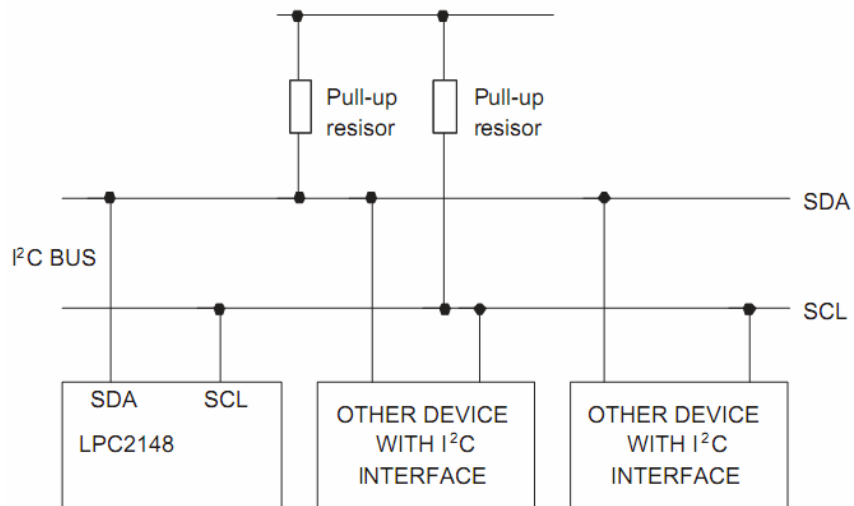 Pull-up
resisor
Pull-up
resisor
SDA
I²C BUS
SCL
SDA
SCL
LPC2148
OTHER DEVICE
WITH I²C
INTERFACE
OTHER DEVICE
WITH I²C
INTERFACE